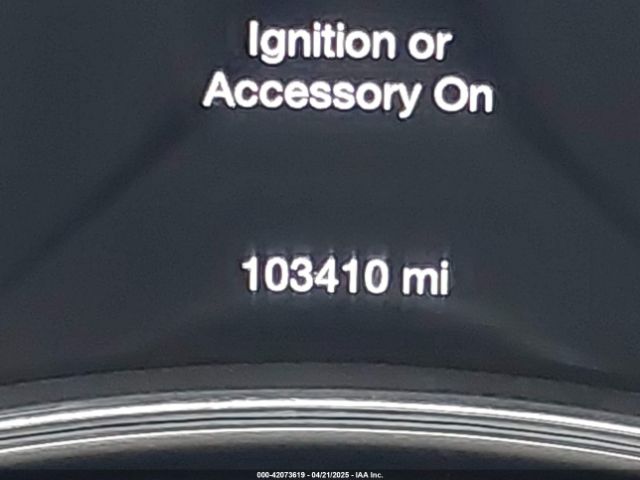 Ignition or
Accessory On
103410 mi
000-42073619 - 04/21/2025 - IAA Inc.